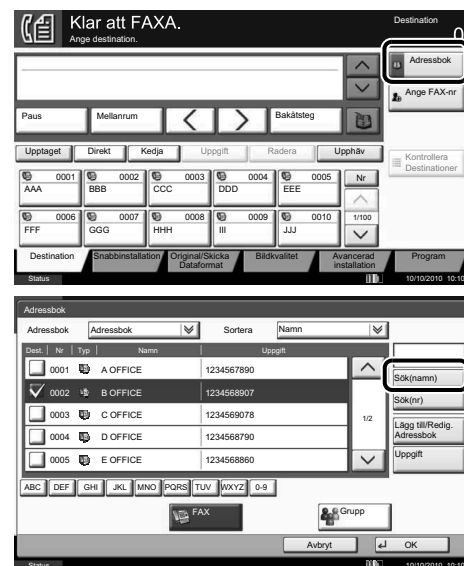 Klar att FAXA.
Ange destination.
Destination
0
Adressbok
Ange FAX-nr
Paus
Mellanrum
Bakåtsteg
Upptaget
Direkt
Kedja
Uppgift
Radera
Upphäv
Kontrollera
Destinationer
0001
AAA
0002
BBB
0003
CCC
0004
DDD
0005
EEE
Nr
0006
FFF
0007
GGG
0008
HHH
0009
III
0010
JJJ
1/100
Destination
Snabbinstallation
Original/Skicka
Dataformat
Bildkvalitet
Avancerad
installation
Program
Status
10/10/2010 10:10
Adressbok
Adressbok
Adressbok
Sortera
Namn
Dest.
Nr
Typ
Namn
Uppgift
0001 A OFFICE 1234567890
0002 B OFFICE 1234568907
0003 C OFFICE 1234569078
0004 D OFFICE 1234568790
0005 E OFFICE 1234568860
1/2
Sök(namn)
Sök(nr)
Lägg till/Redig.
Adressbok
Uppgift
ABC DEF GHI JKL MNO PQRS TUV WXYZ 0-9
FAX
Grupp
Avbryt
OK
Status
10/10/2010 10:10